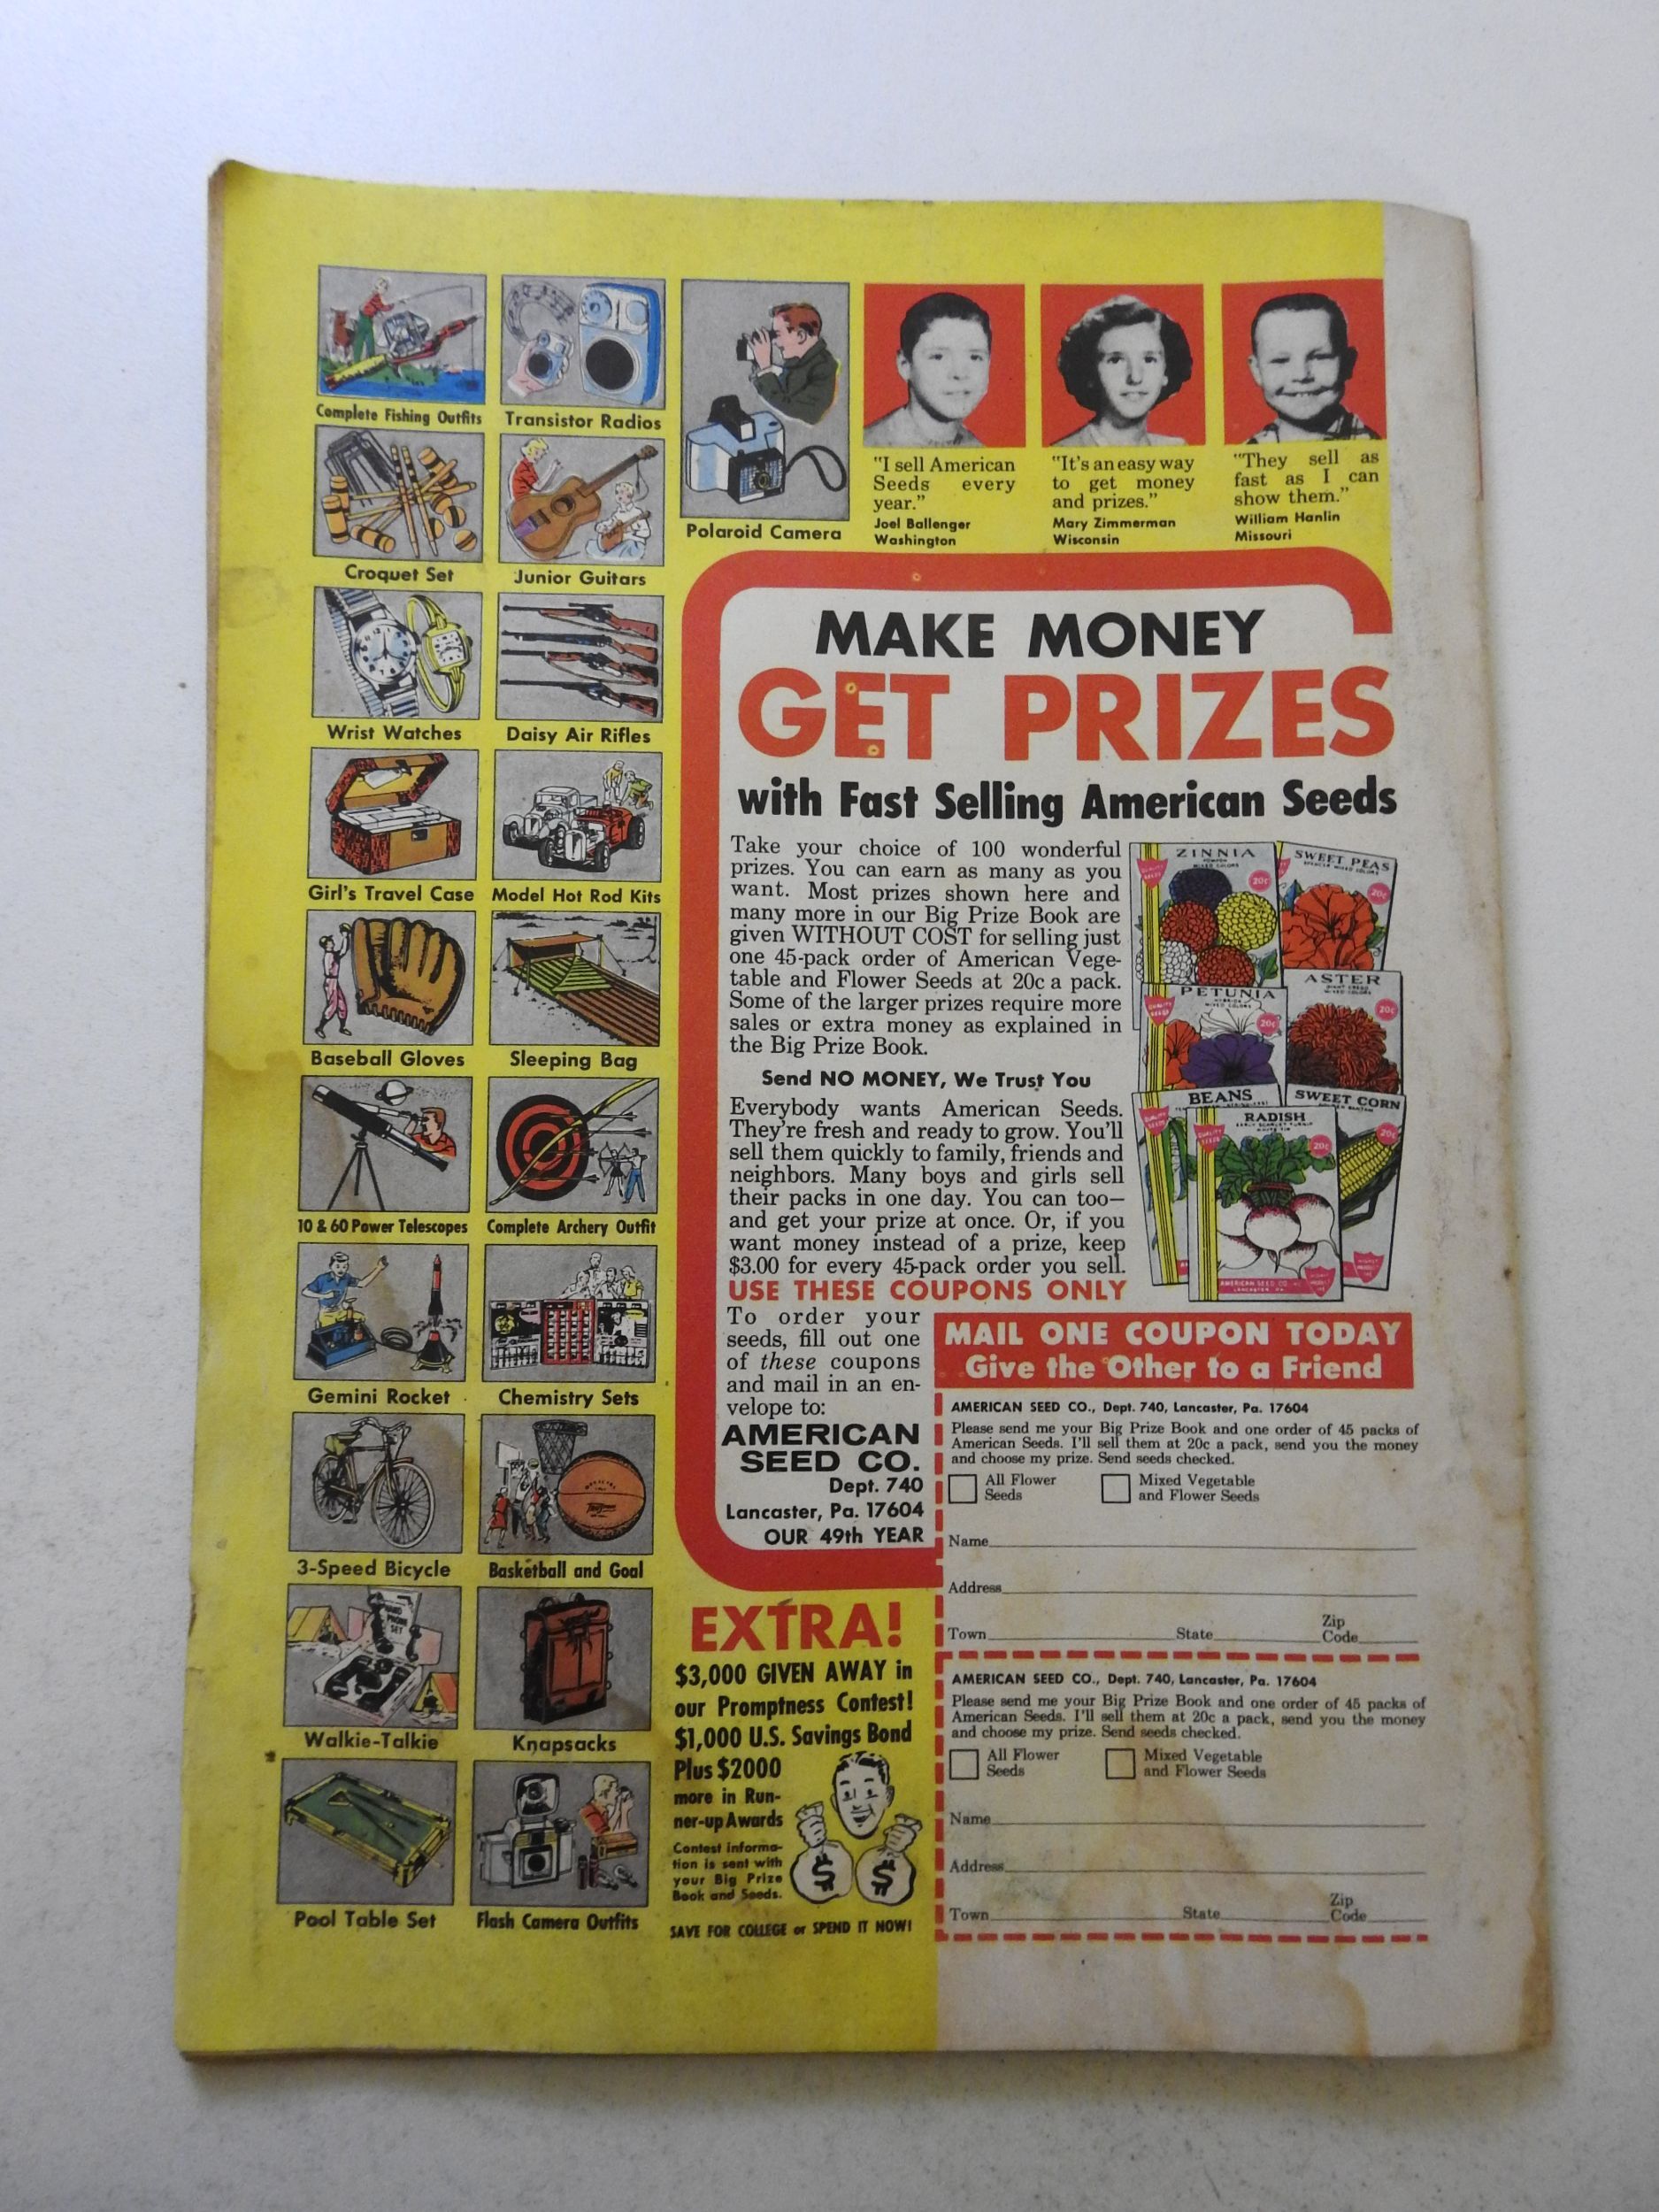 Complete Fishing Outfits
Transistor Radios
Croquet Set
Junior Guitars
Polaroid Camera
Wrist Watches
Daisy Air Rifles
Girl's Travel Case
Model Hot Rod Kits
Baseball Gloves
Sleeping Bag
10 & 60 Power Telescopes
Complete Archery Outfit
Gemini Rocket
Chemistry Sets
3-Speed Bicycle
Basketball and Goal
Walkie-Talkie
Knapsacks
Pool Table Set
Flash Camera Outfits
"I sell American
Seeds every
year."
Joel Ballenger
Washington
"It's an easy way
to get money
and prizes."
Mary Zimmerman
Wisconsin
"They sell as
fast as I can
show them."
William Hanlin
Missouri
MAKE MONEY
GET PRIZES
with Fast Selling American Seeds
Take your choice of 100 wonderful
prizes. You can earn as many as you
want. Most prizes shown here and
many more in our Big Prize Book are
given WITHOUT COST for selling just
one 45-pack order of American Vege-
table and Flower Seeds at 20c a pack.
Some of the larger prizes require more
sales or extra money as explained in
the Big Prize Book.
Send NO MONEY, We Trust You
Everybody wants American Seeds.
They're fresh and ready to grow. You'll
sell them quickly to family, friends and
neighbors. Many boys and girls sell
their packs in one day. You can too—
and get your prize at once. Or, if you
want money instead of a prize, keep
$3.00 for every 45-pack order you sell.
USE THESE COUPONS ONLY
To order your
seeds, fill out one
of these coupons
and mail in an en-
velope to:
AMERICAN
SEED CO.
Dept. 740
Lancaster, Pa. 17604
OUR 49th YEAR
ZINNIA
MIXED COLORS
20c
SWEET PEAS
20c
PETUNIA
MIXED COLORS
20c
ASTER
MIXED COLORS
20c
BEANS
SWEET CORN
20c
RADISH
20c
AMERICAN SEED CO.
LANCASTER, PA.
MAIL ONE COUPON TODAY
Give the Other to a Friend
AMERICAN SEED CO., Dept. 740, Lancaster, Pa. 17604
Please send me your Big Prize Book and one order of 45 packs of
American Seeds. I'll sell them at 20c a pack, send you the money
and choose my prize. Send seeds checked.
All Flower
Seeds
Mixed Vegetable
and Flower Seeds
Name
Address
Town State Zip
Code
AMERICAN SEED CO., Dept. 740, Lancaster, Pa. 17604
Please send me your Big Prize Book and one order of 45 packs of
American Seeds. I'll sell them at 20c a pack, send you the money
and choose my prize. Send seeds checked.
All Flower
Seeds
Mixed Vegetable
and Flower Seeds
Name
Address
Town State Zip
Code
EXTRA!
$3,000 GIVEN AWAY in
our Promptness Contest!
$1,000 U.S. Savings Bond
Plus $2000
more in Run-
ner-up Awards
Contest informa-
tion is sent with
your Big Prize
Book and Seeds.
$ $
SAVE FOR COLLEGE or SPEND IT NOW!